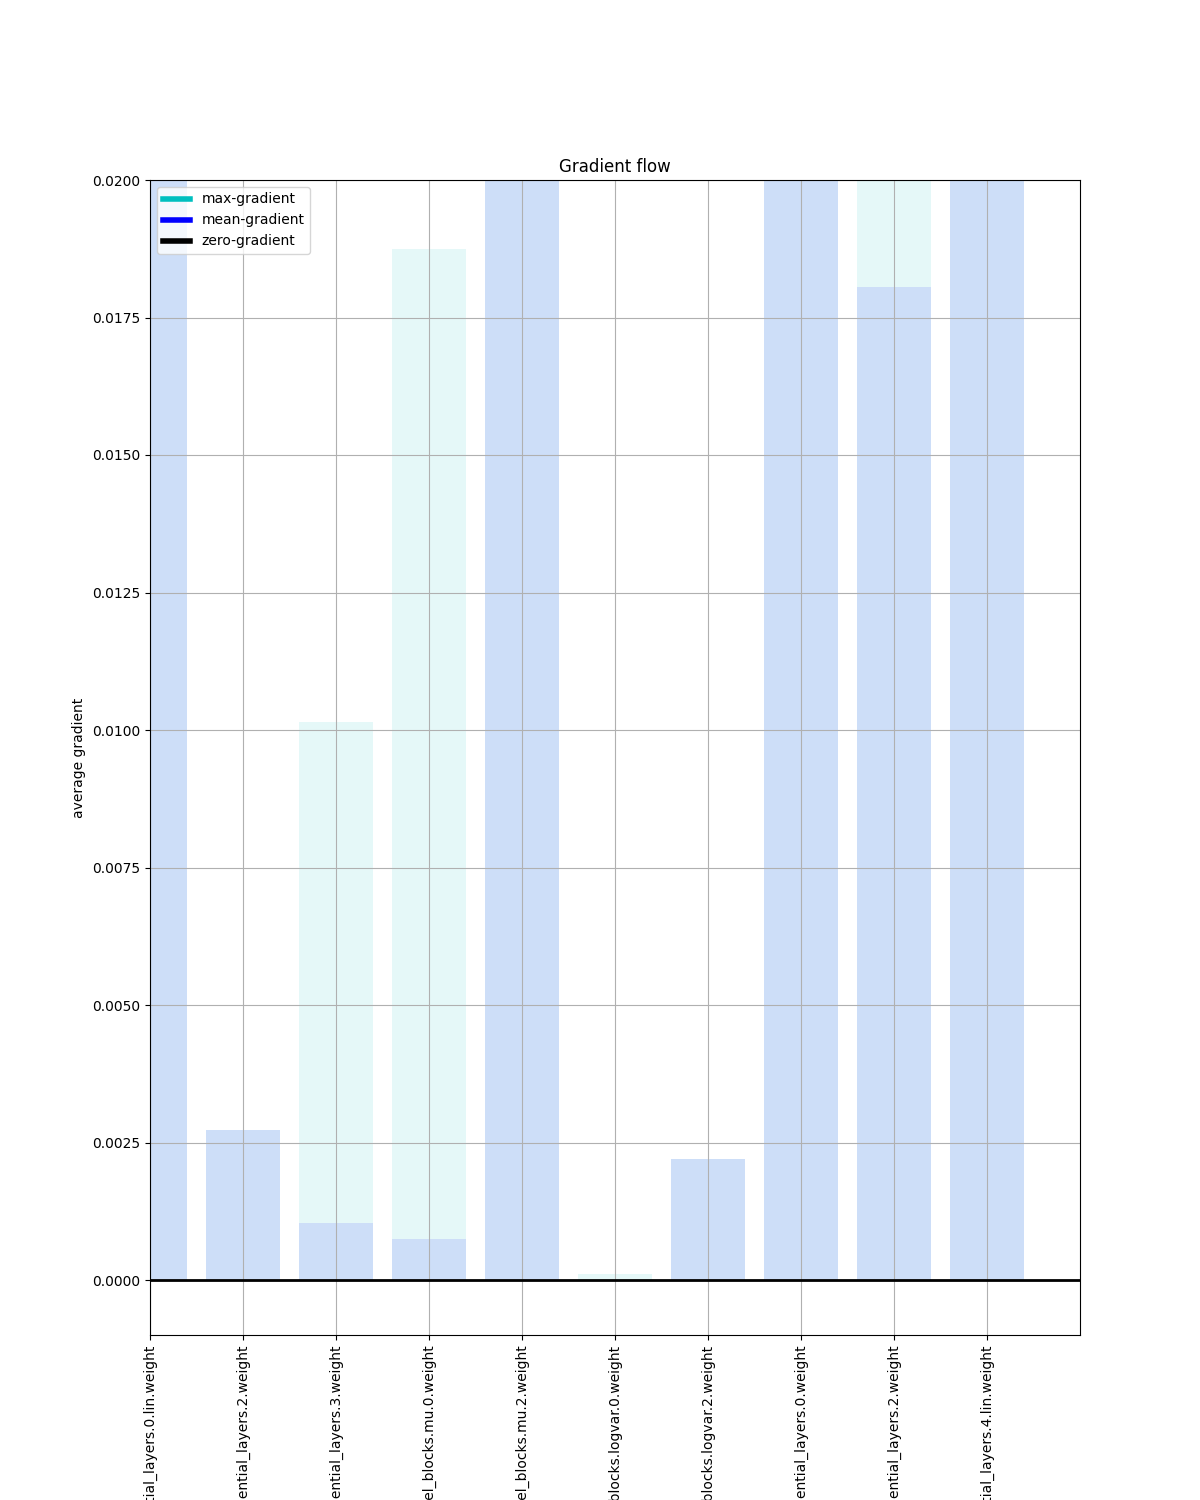 Gradient flow
max-gradient
mean-gradient
zero-gradient
0.0200
0.0175
0.0150
0.0125
0.0100
0.0075
0.0050
0.0025
0.0000
average gradient
tial_layers.0.lin.weight
ential_layers.2.weight
ential_layers.3.weight
el_blocks.mu.0.weight
el_blocks.mu.2.weight
blocks.logvar.0.weight
blocks.logvar.2.weight
ential_layers.0.weight
ential_layers.2.weight
tial_layers.4.lin.weight